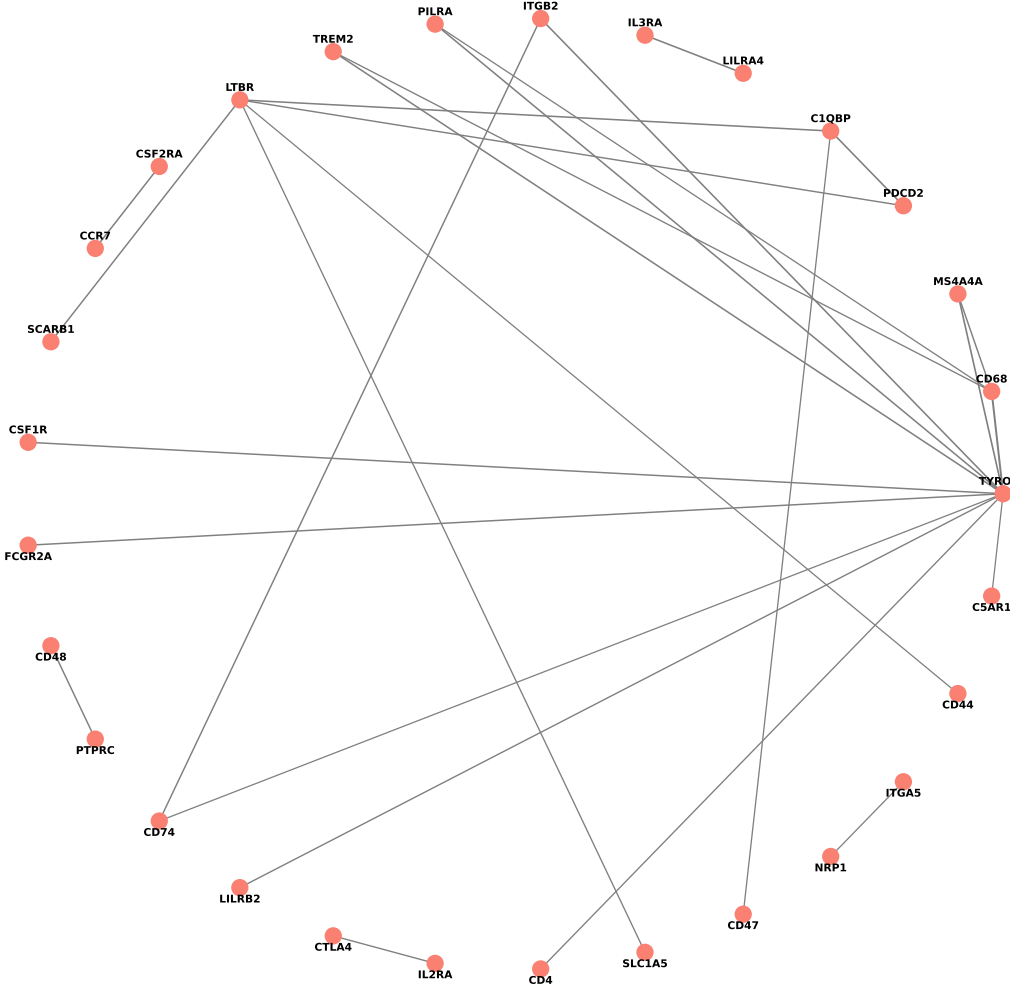 ITGB2
PILRA
IL3RA
TREM2
LILRA4
LTBR
C1QBP
CSF2RA
PDCD2
CCR7
MS4A4A
SCARB1
CD68
CSF1R
TYRO
FCGR2A
C5AR1
CD48
CD44
PTPRC
ITGA5
CD74
NRP1
LILRB2
CD47
CTLA4
SLC1A5
IL2RA
CD4